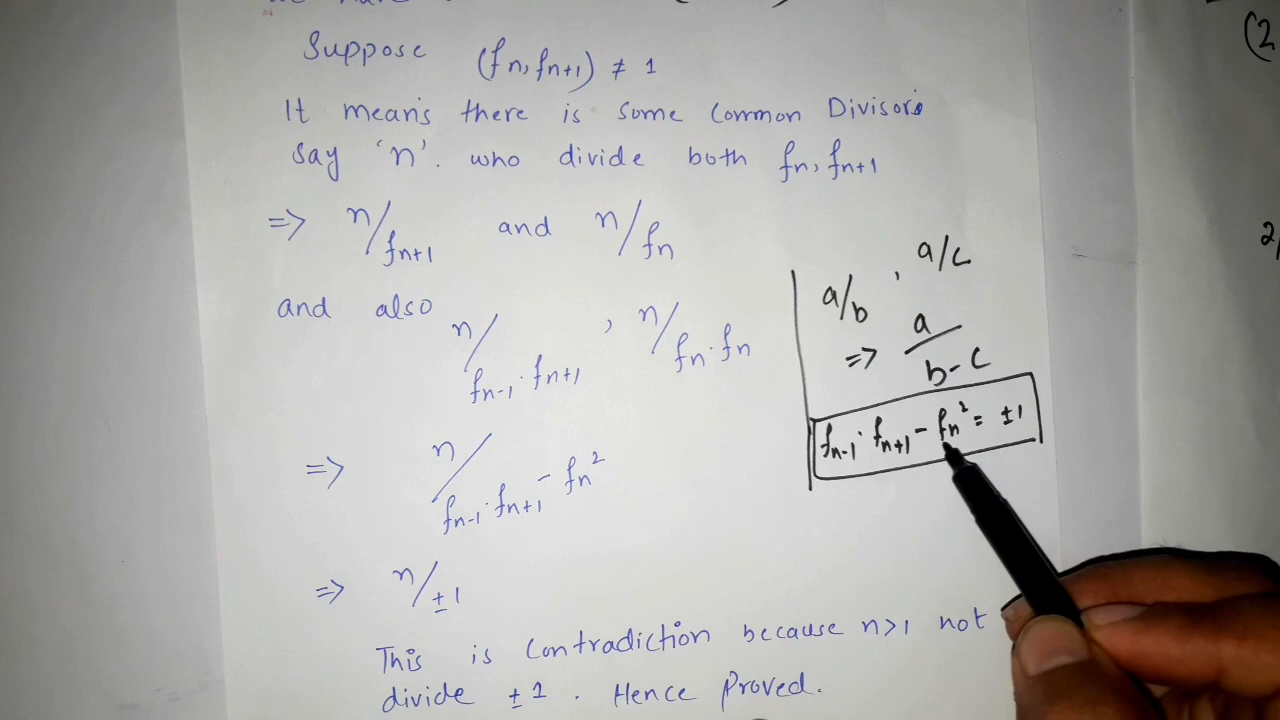 Suppose (fn, fn+1) ≠ 1
It means there is some Common Divisors
say 'n'. who divide both fn, fn+1
=> n/fn+1 and n/fn
and also n/fn-1 · fn+1 , n/fn · fn
=> n/fn-1 · fn+1 - fn²
=> n/±1
This is Contradiction because n>1 not
divide ±1 . Hence Proved.
a/b , a/c
=> a/b-c
fn-1 · fn+1 - fn² = ±1
(2
2/